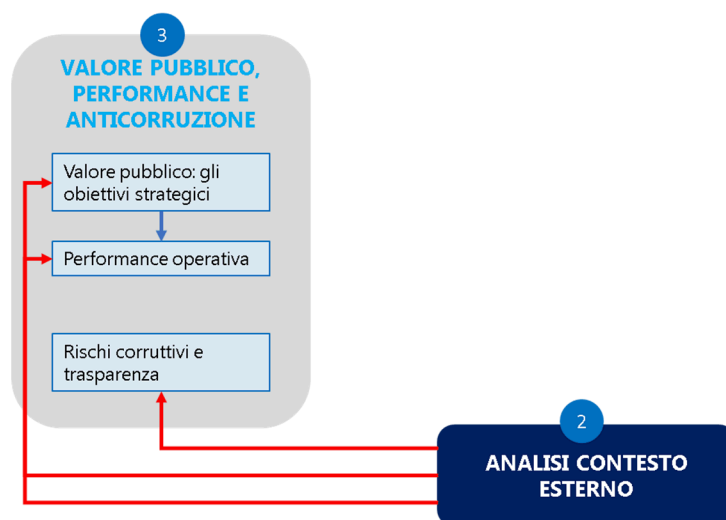 3
VALORE PUBBLICO,
PERFORMANCE E
ANTICORRUZIONE
Valore pubblico: gli
obiettivi strategici
Performance operativa
Rischi corruttivi e
trasparenza
2
ANALISI CONTESTO
ESTERNO